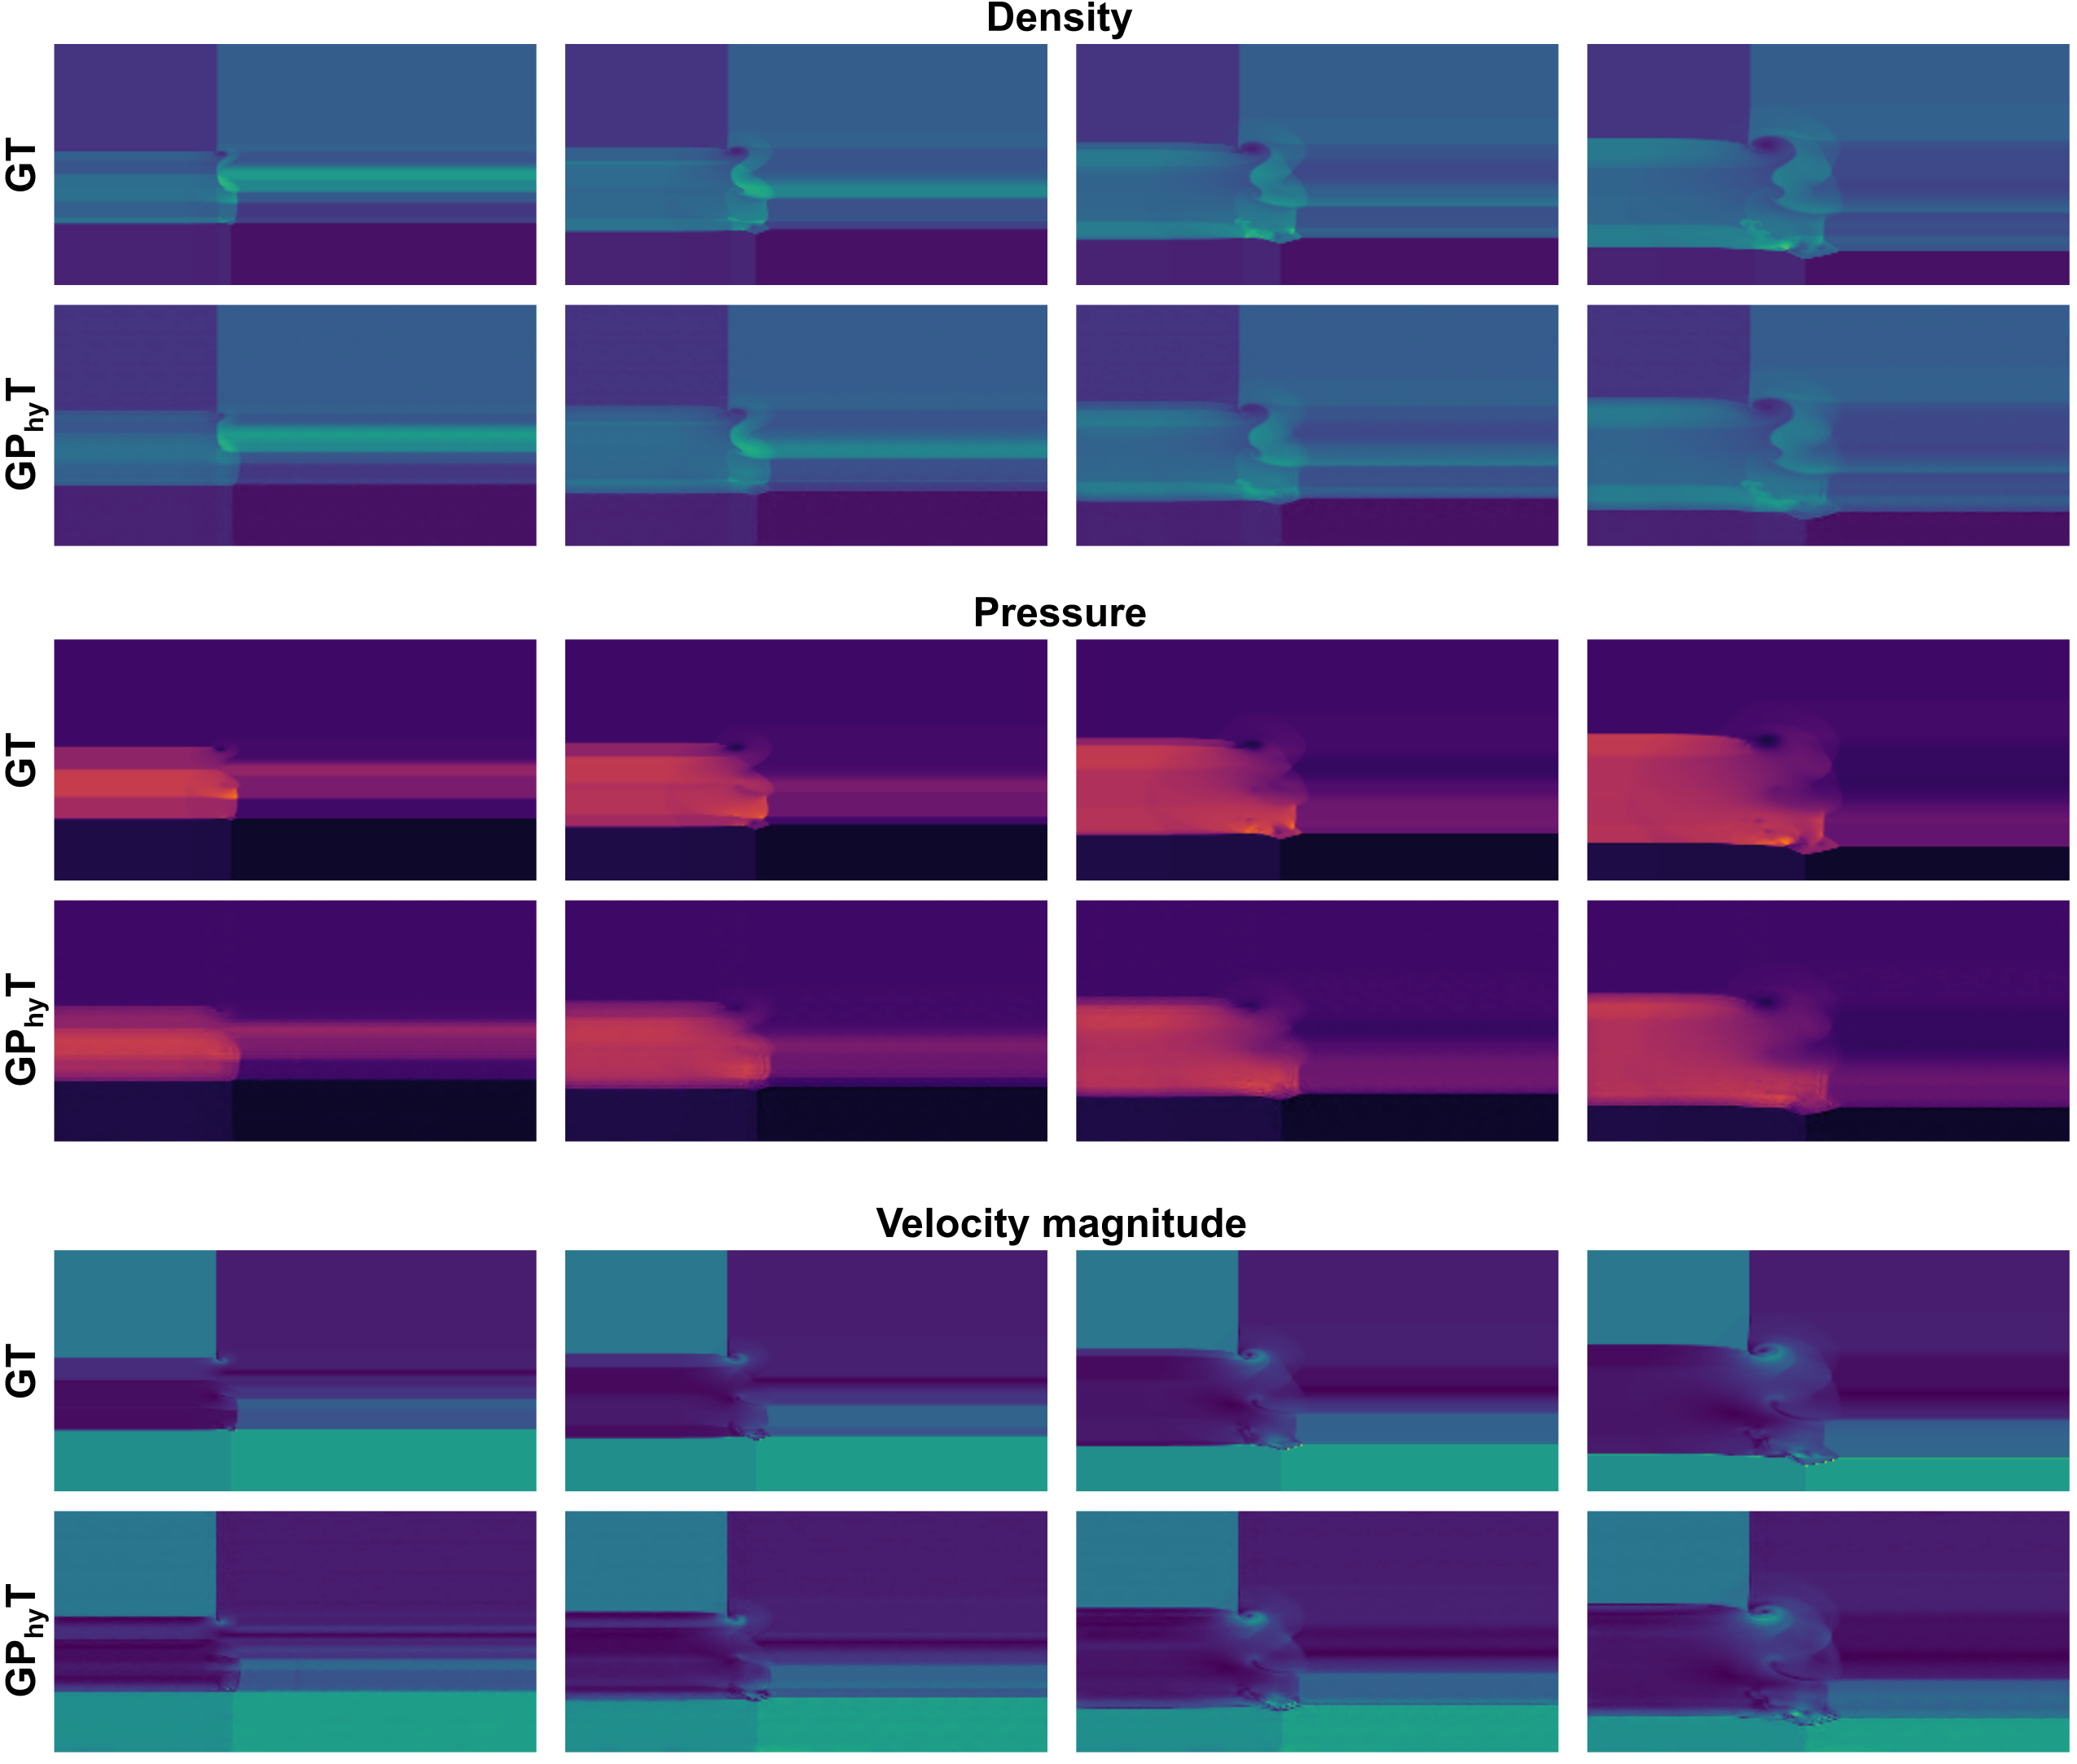 Density
GT
GPhyT
Pressure
GT
GPhyT
Velocity magnitude
GT
GPhyT